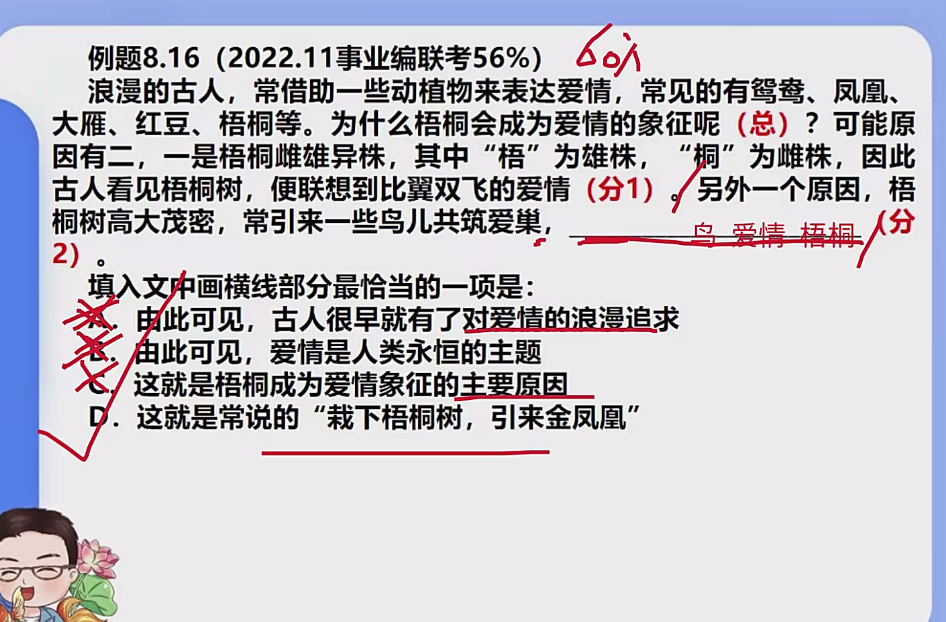 例题8.16（2022.11事业编联考56%） 60%
浪漫的古人，常借助一些动植物来表达爱情，常见的有鸳鸯、凤凰、
大雁、红豆、梧桐等。为什么梧桐会成为爱情的象征呢（总）？可能原
因有二，一是梧桐雌雄异株，其中“梧”为雄株，“桐”为雌株，因此
古人看见梧桐树，便联想到比翼双飞的爱情（分1）。另外一个原因，梧
桐树高大茂密，常引来一些鸟儿共筑爱巢，________鸟 爱情 梧桐（分
2）。
填入文中画横线部分最恰当的一项是：
A．由此可见，古人很早就有了对爱情的浪漫追求
B．由此可见，爱情是人类永恒的主题
C．这就是梧桐成为爱情象征的主要原因
D．这就是常说的“栽下梧桐树，引来金凤凰”